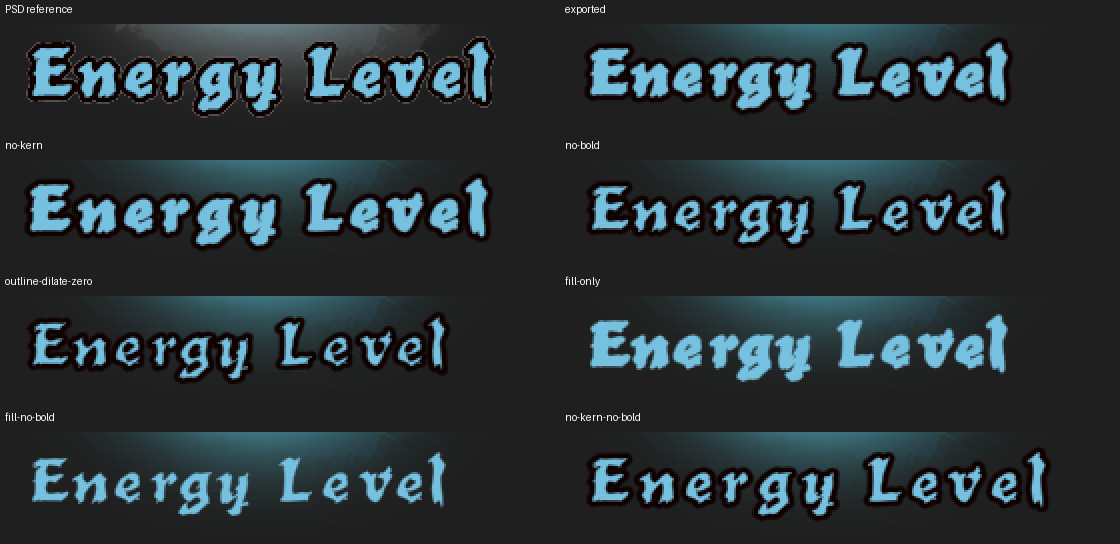 PSD reference
Energy Level
exported
Energy Level
no-kern
Energy Level
no-bold
Energy Level
outline-dilate-zero
Energy Level
fill-only
Energy Level
fill-no-bold
Energy Level
no-kern-no-bold
Energy Level